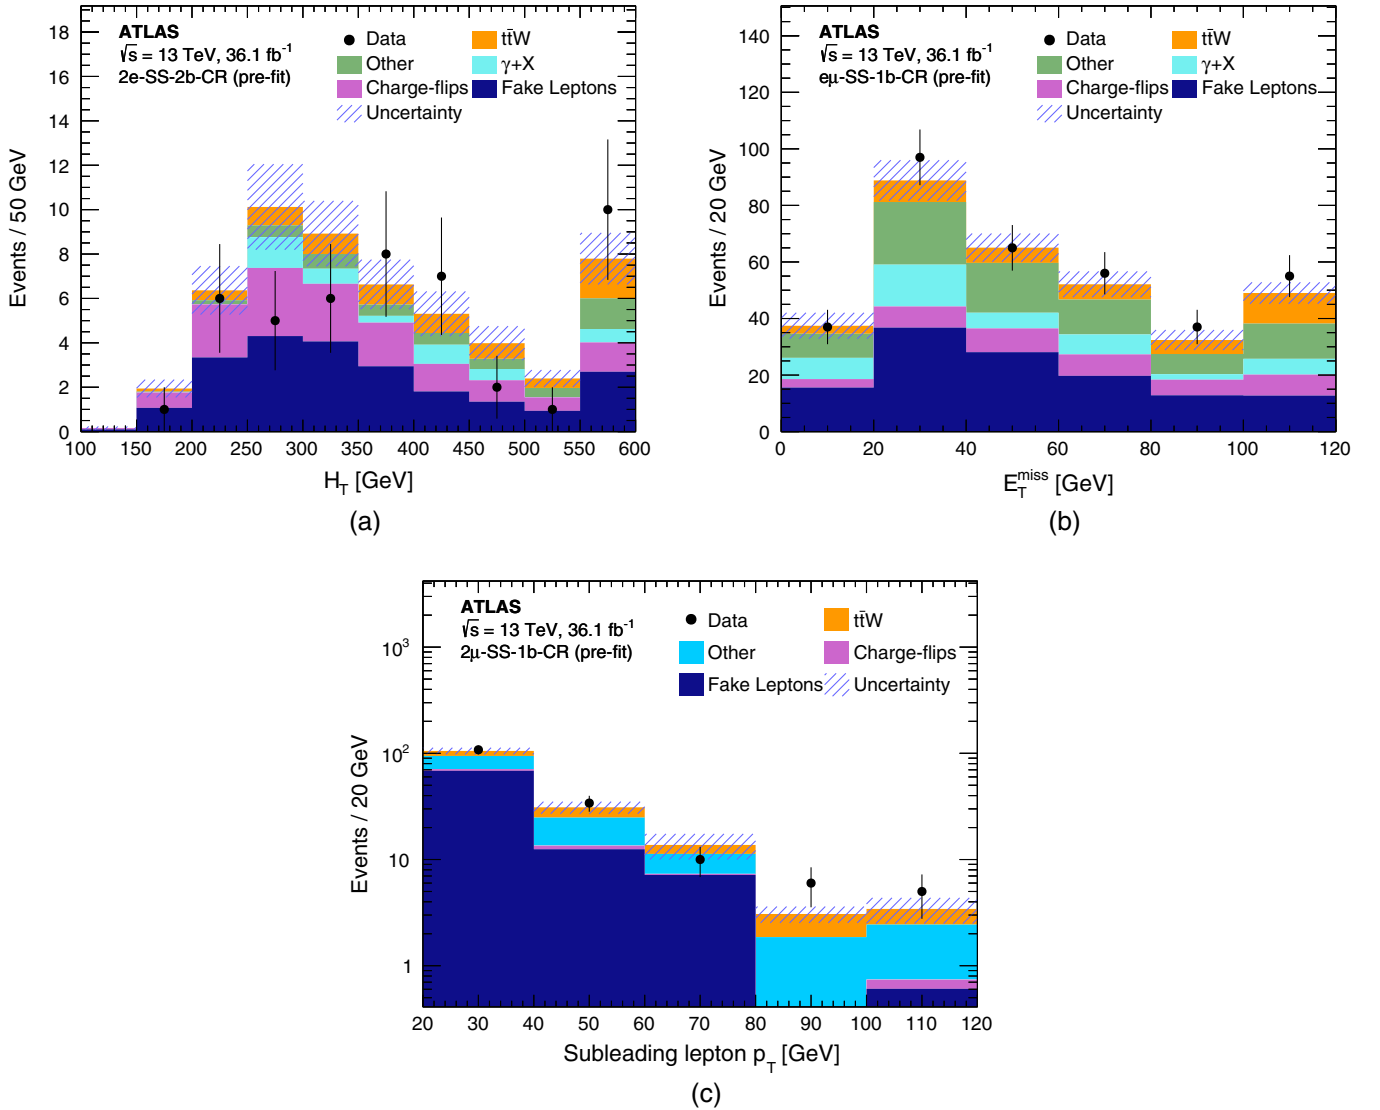 ATLAS
√s = 13 TeV, 36.1 fb⁻¹
2e-SS-2b-CR (pre-fit)
Data
tt̄W
Other
γ+X
Charge-flips
Fake Leptons
Uncertainty
Events / 50 GeV
18
16
14
12
10
8
6
4
2
0
100 150 200 250 300 350 400 450 500 550 600
H_T [GeV]
(a)
ATLAS
√s = 13 TeV, 36.1 fb⁻¹
eμ-SS-1b-CR (pre-fit)
Data
tt̄W
Other
γ+X
Charge-flips
Fake Leptons
Uncertainty
Events / 20 GeV
140
120
100
80
60
40
20
0
0 20 40 60 80 100 120
E_T^miss [GeV]
(b)
ATLAS
√s = 13 TeV, 36.1 fb⁻¹
2μ-SS-1b-CR (pre-fit)
Data
tt̄W
Other
Charge-flips
Fake Leptons
Uncertainty
Events / 20 GeV
10³
10²
10
1
20 30 40 50 60 70 80 90 100 110 120
Subleading lepton p_T [GeV]
(c)